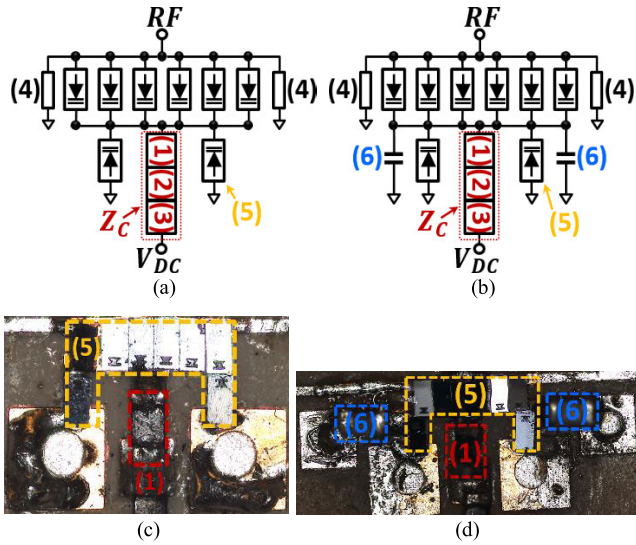 RF
RF
(4)
(4)
(4)
(4)
(6)
(6)
(1)(2)(3)
(1)(2)(3)
Z_C
(5)
Z_C
(5)
V_DC
V_DC
(a)
(b)
(5)
(1)
(5)
(6)
(6)
(1)
(c)
(d)